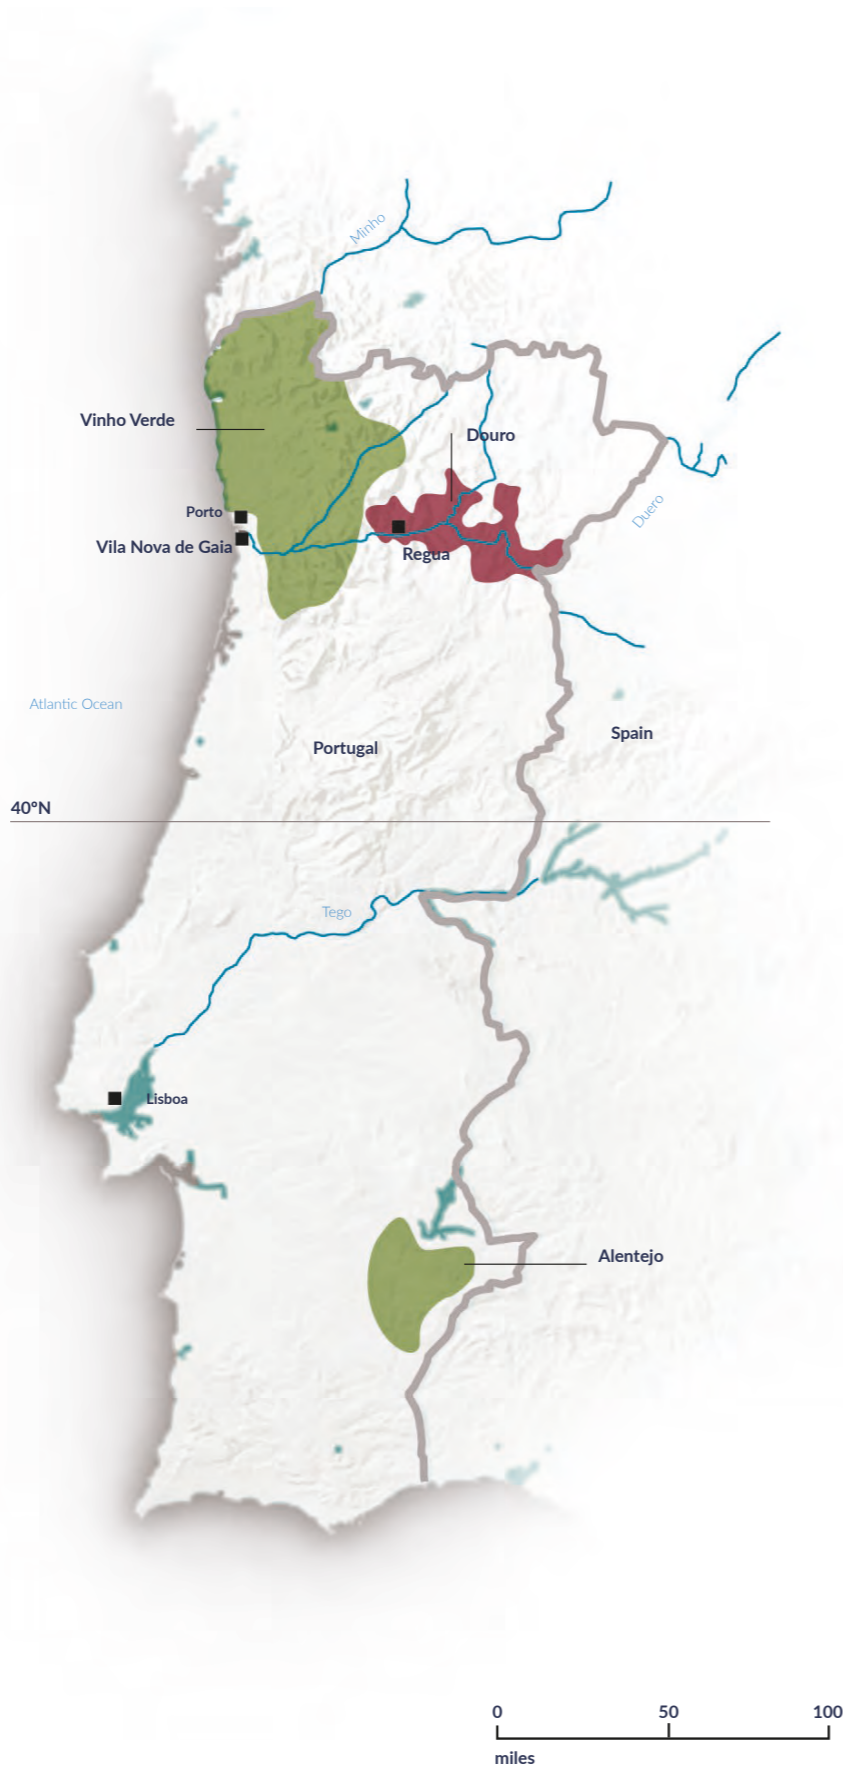 Minho
Vinho Verde
Douro
Duero
Porto
Vila Nova de Gaia
Regua
Atlantic Ocean
Spain
Portugal
40°N
Tego
Lisboa
Alentejo
0 50 100
miles